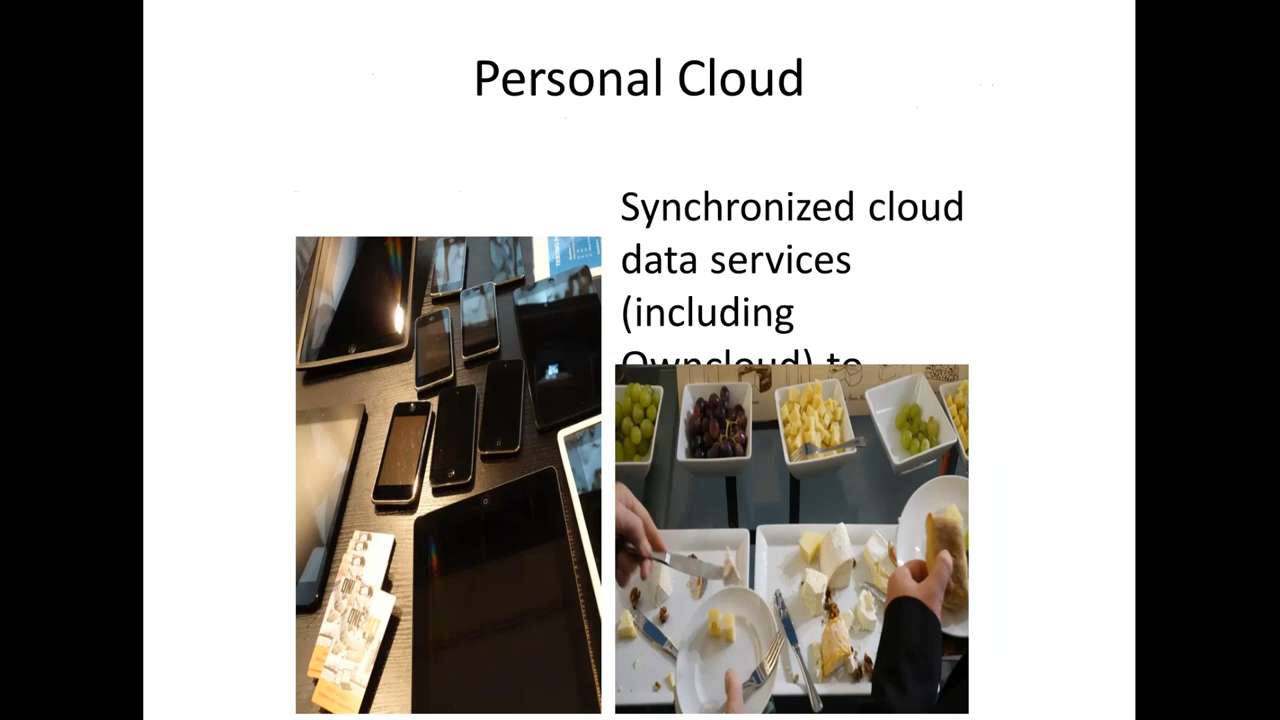 Personal Cloud
Synchronized cloud
data services
(including
Owncloud) to